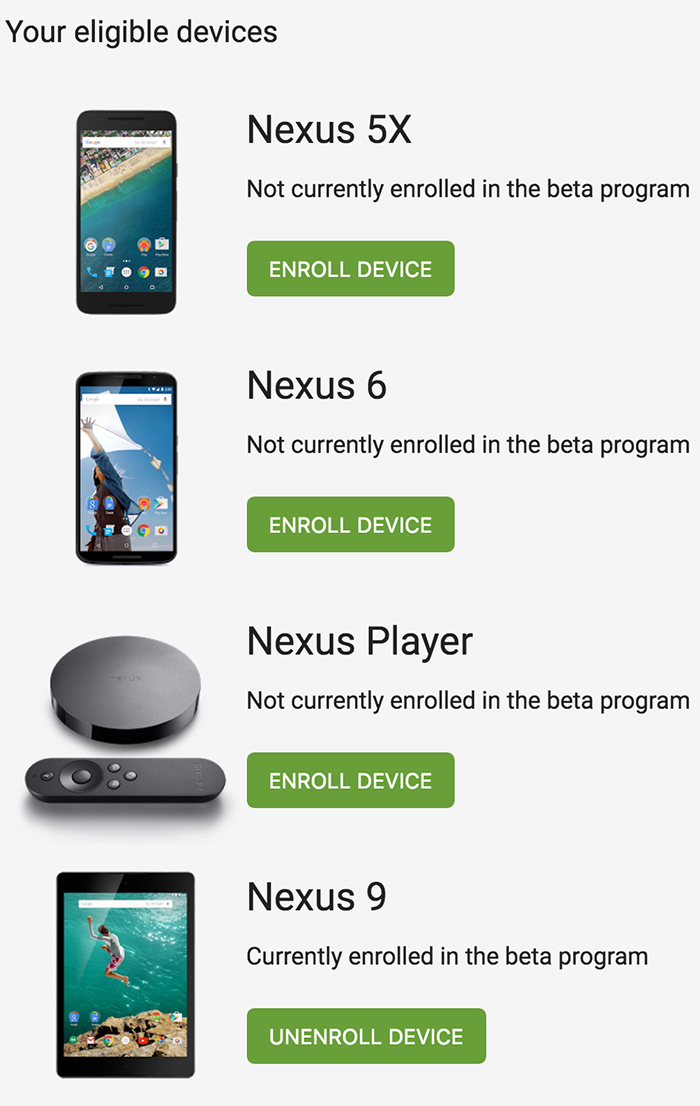 Your eligible devices
Nexus 5X
Not currently enrolled in the beta program
ENROLL DEVICE
Nexus 6
Not currently enrolled in the beta program
ENROLL DEVICE
Nexus Player
Not currently enrolled in the beta program
ENROLL DEVICE
Nexus 9
Currently enrolled in the beta program
UNENROLL DEVICE